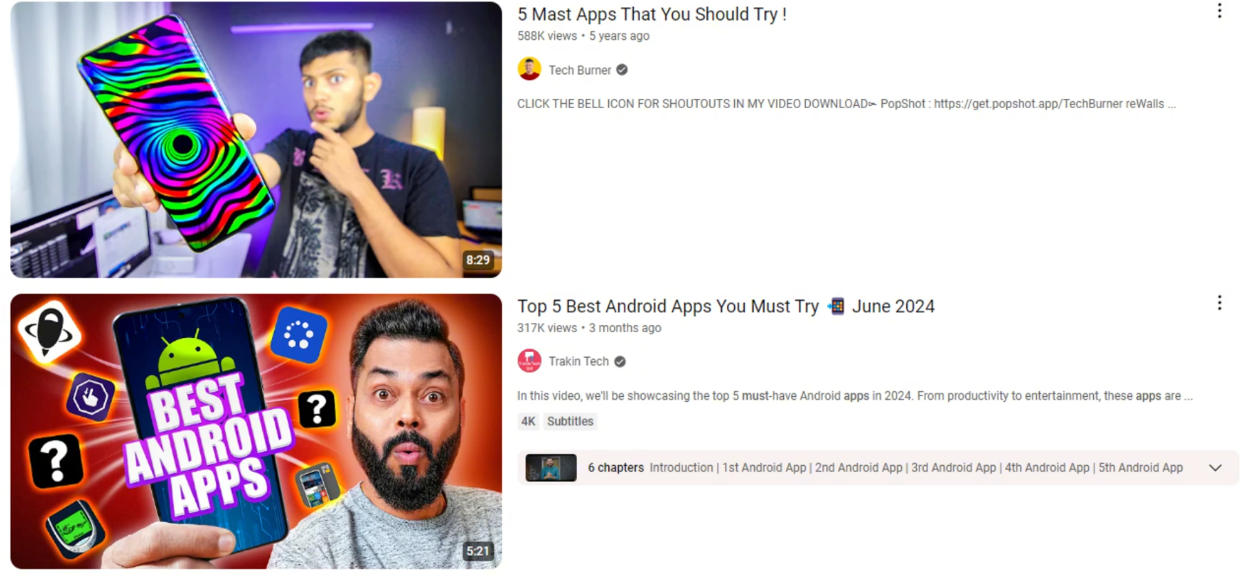 5 Mast Apps That You Should Try !
588K views • 5 years ago
Tech Burner
CLICK THE BELL ICON FOR SHOUTOUTS IN MY VIDEO DOWNLOAD➛ PopShot : https://get.popshot.app/TechBurner reWalls ...
8:29
Top 5 Best Android Apps You Must Try 📲 June 2024
317K views • 3 months ago
Trakin Tech
In this video, we'll be showcasing the top 5 must-have Android apps in 2024. From productivity to entertainment, these apps are ...
4K Subtitles
6 chapters Introduction | 1st Android App | 2nd Android App | 3rd Android App | 4th Android App | 5th Android App
BEST
ANDROID
APPS
?
?
5:21